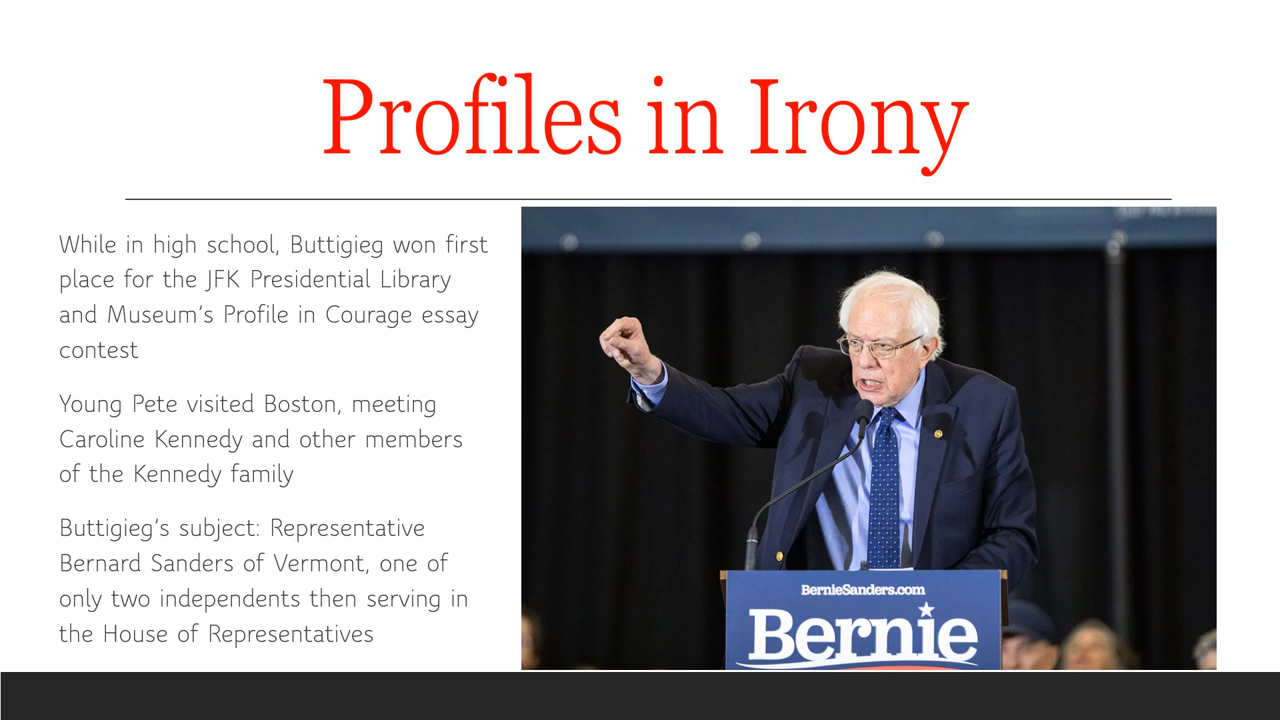 Profiles in Irony
While in high school, Buttigieg won first
place for the JFK Presidential Library
and Museum’s Profile in Courage essay
contest
Young Pete visited Boston, meeting
Caroline Kennedy and other members
of the Kennedy family
Buttigieg’s subject: Representative
Bernard Sanders of Vermont, one of
only two independents then serving in
the House of Representatives
BernieSanders.com
Bernie